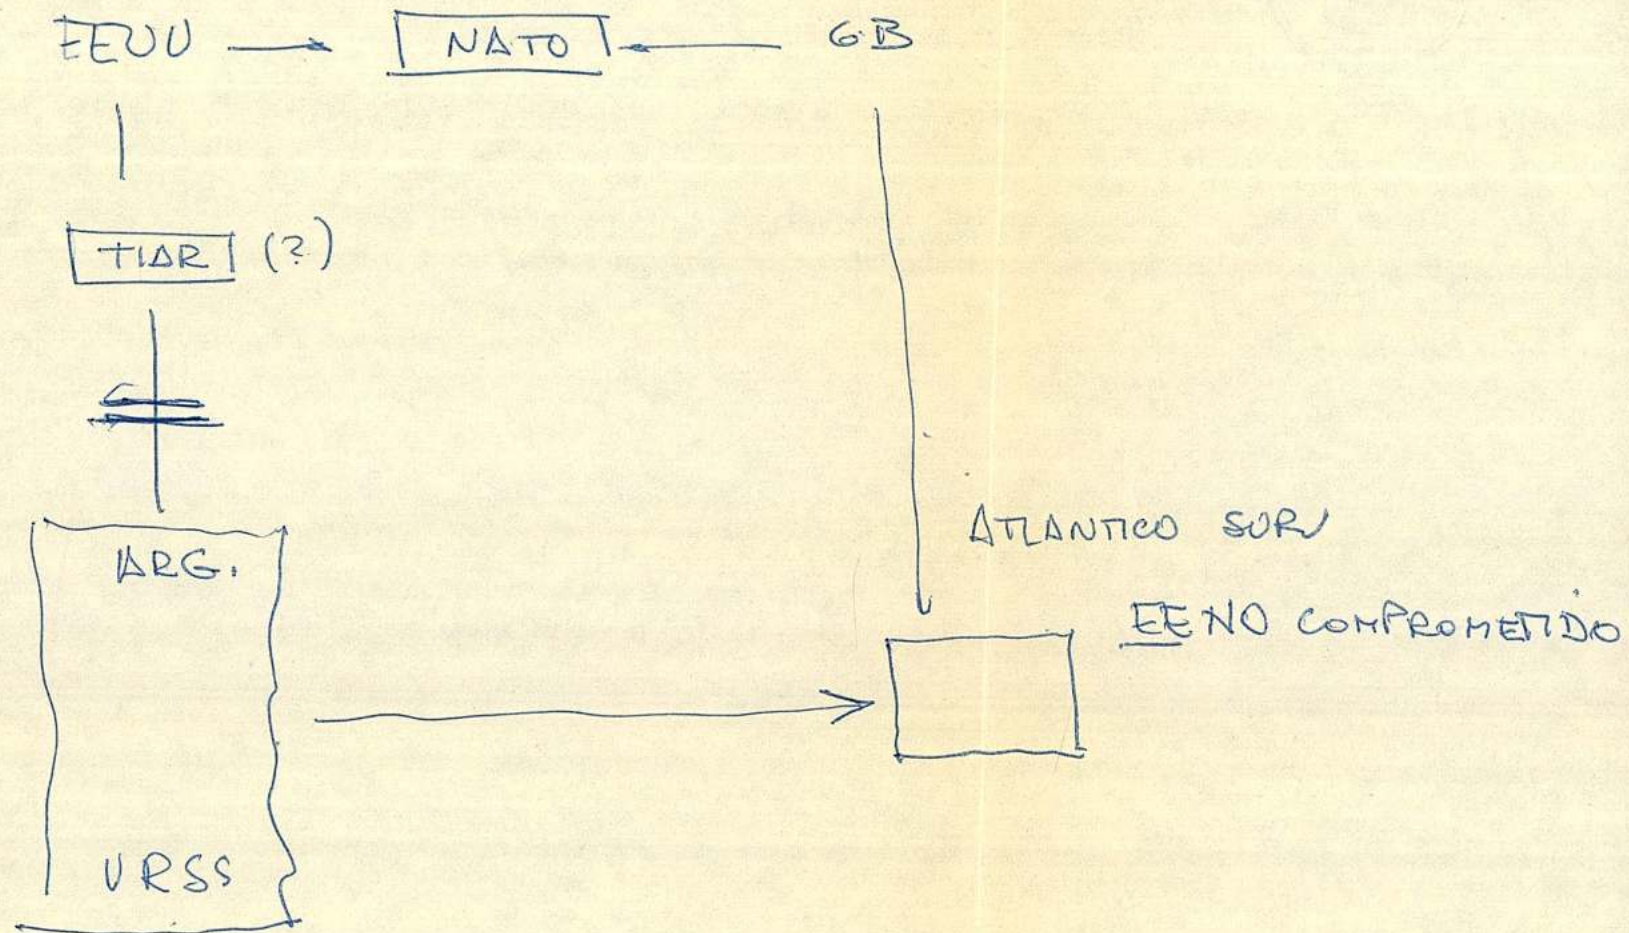 EEUU NATO GB
TIAR (?)
ARG.
ATLANTICO SUR
EE NO COMPROMETIDO
URSS